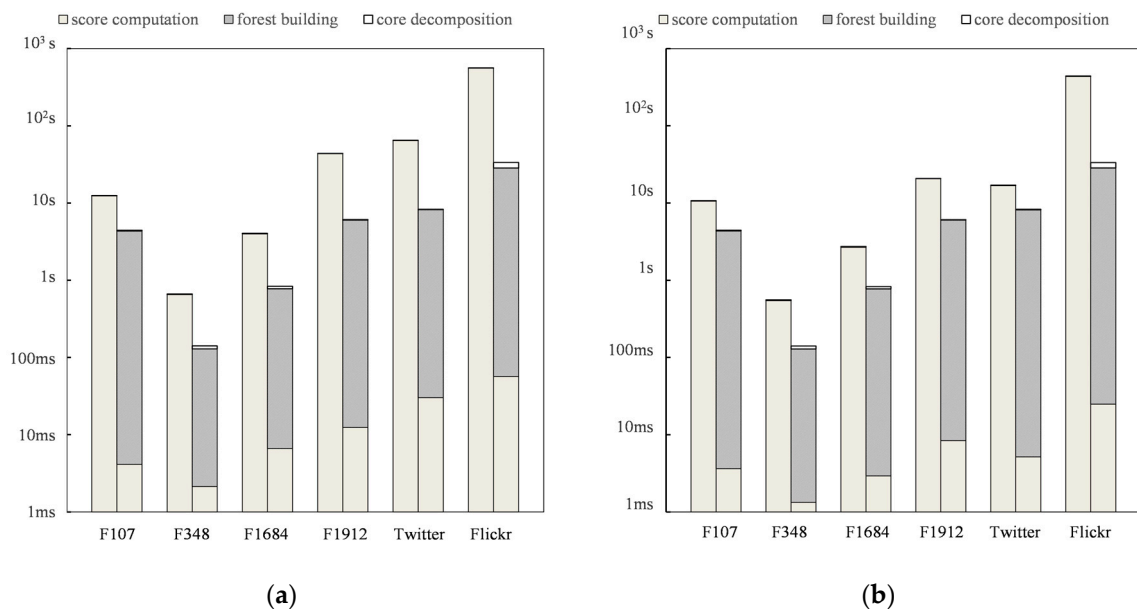 score computation forest building core decomposition
10³ s
10² s
10s
1s
100ms
10ms
1ms
F107 F348 F1684 F1912 Twitter Flickr
(a)
score computation forest building core decomposition
10³ s
10²s
10s
1s
100ms
10ms
1ms
F107 F348 F1684 F1912 Twitter Flickr
(b)